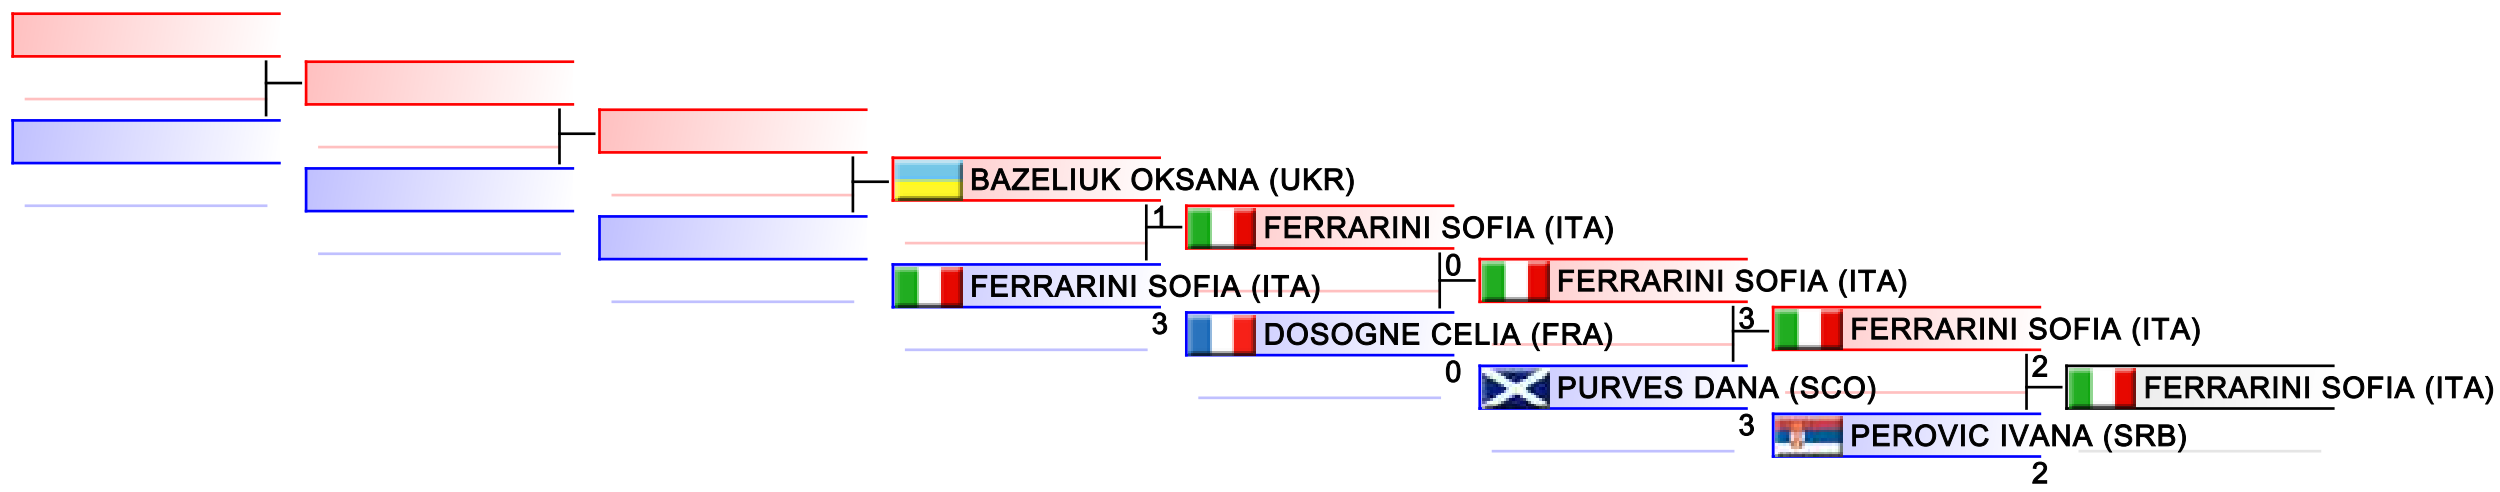 BAZELIUK OKSANA (UKR)
1
FERRARINI SOFIA (ITA)
0
FERRARINI SOFIA (ITA)
FERRARINI SOFIA (ITA)
3
3
FERRARINI SOFIA (ITA)
DOSOGNE CELIA (FRA)
2
0
PURVES DANA (SCO)
FERRARINI SOFIA (ITA)
3
PEROVIC IVANA (SRB)
2